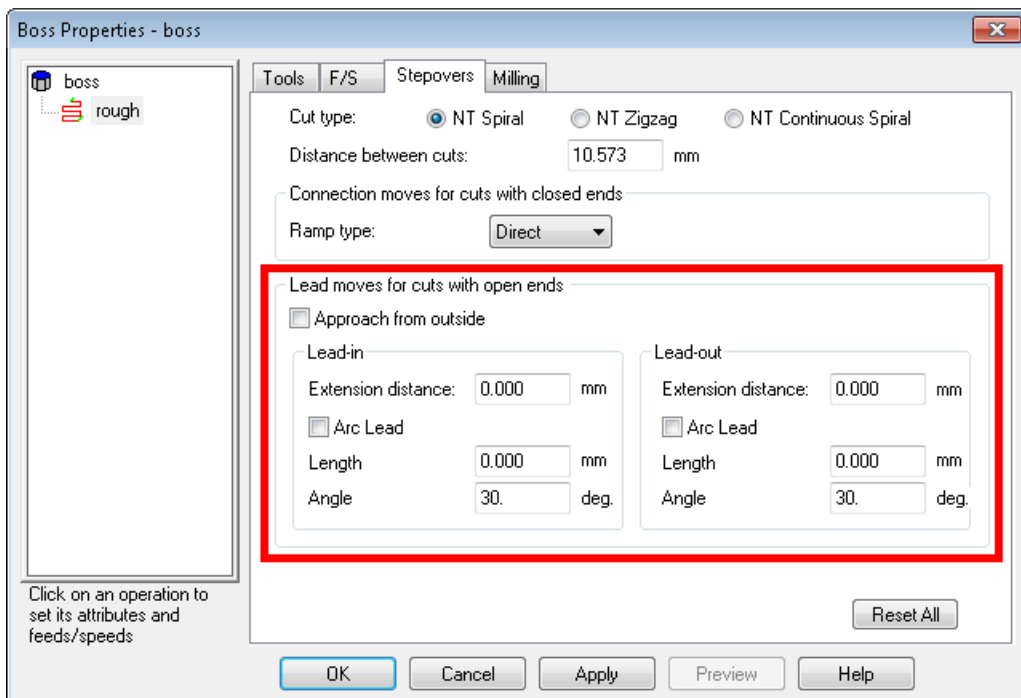 Boss Properties - boss
boss
rough
Click on an operation to
set its attributes and
feeds/speeds
Tools F/S Stepovers Milling
Cut type: NT Spiral NT Zigzag NT Continuous Spiral
Distance between cuts: 10.573 mm
Connection moves for cuts with closed ends
Ramp type: Direct
Lead moves for cuts with open ends
Approach from outside
Lead-in
Extension distance: 0.000 mm
Arc Lead
Length 0.000 mm
Angle 30. deg.
Lead-out
Extension distance: 0.000 mm
Arc Lead
Length 0.000 mm
Angle 30. deg.
Reset All
OK Cancel Apply Preview Help